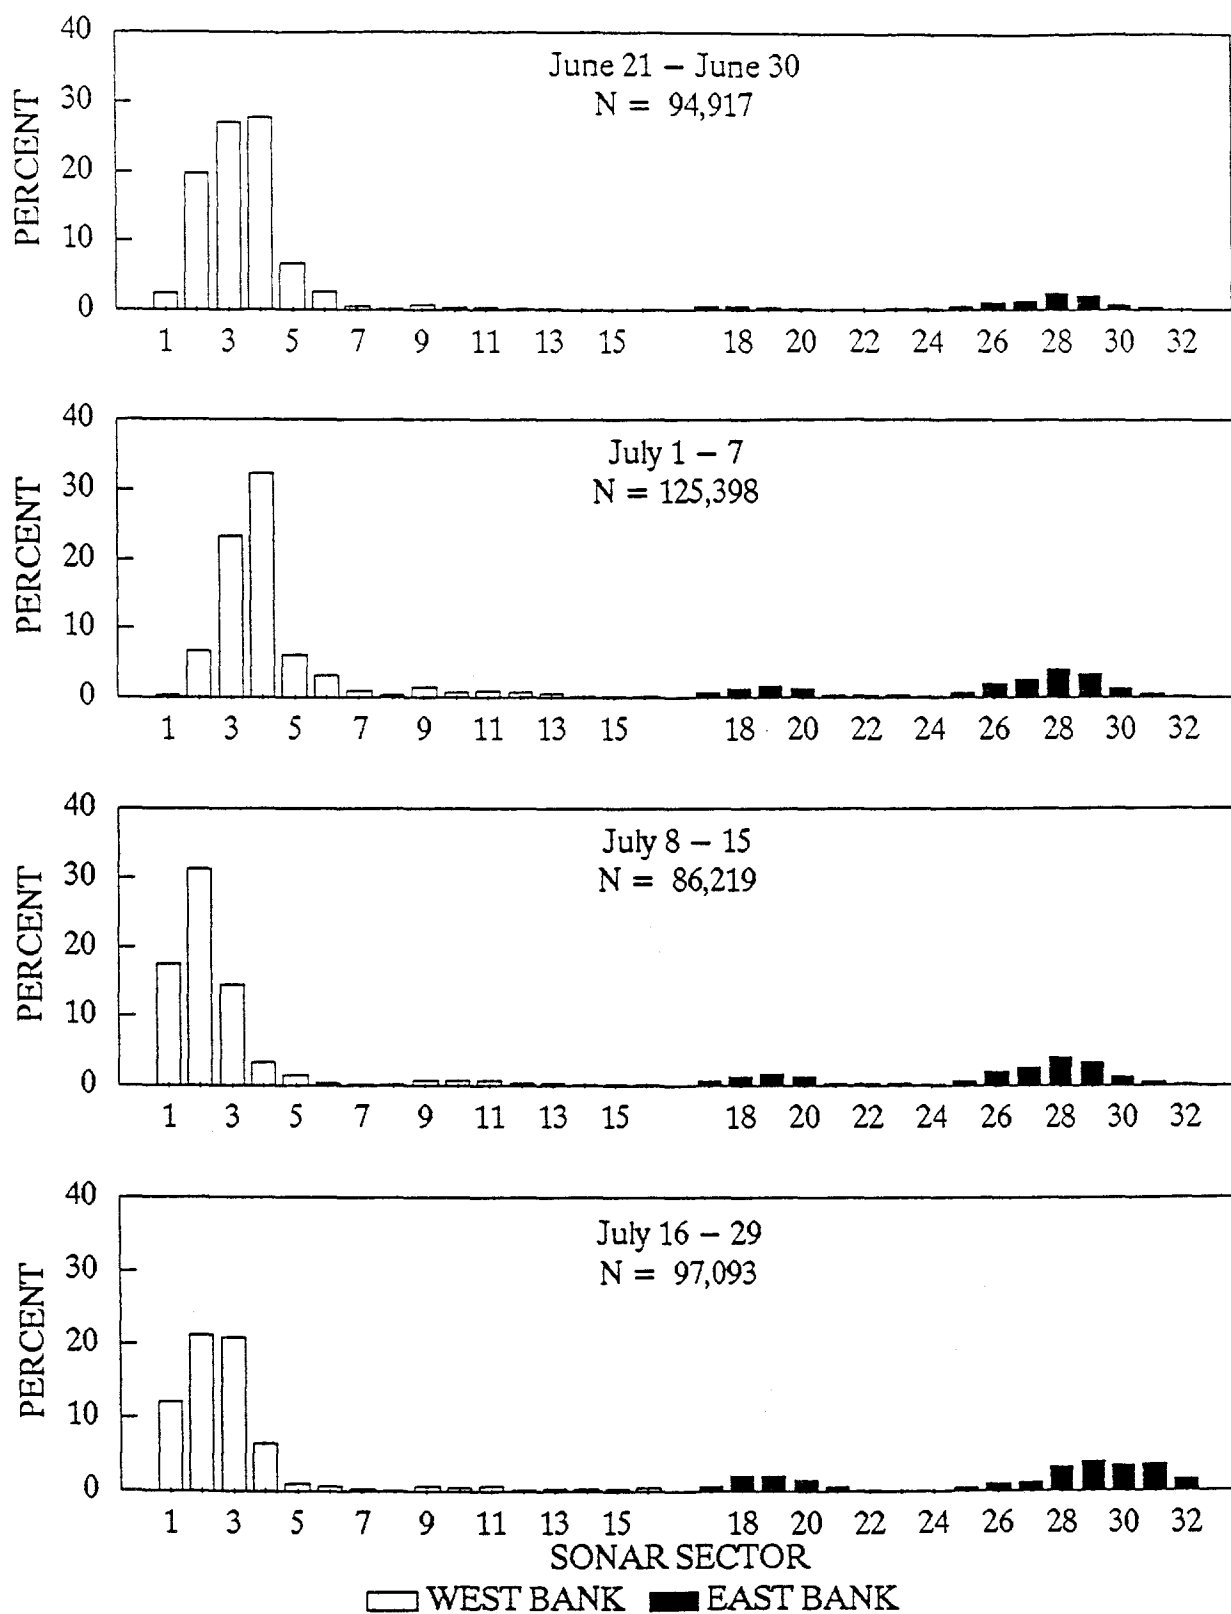 40
30
20
10
0
PERCENT
June 21 – June 30
N = 94,917
1 3 5 7 9 11 13 15 18 20 22 24 26 28 30 32
40
30
20
10
0
PERCENT
July 1 – 7
N = 125,398
1 3 5 7 9 11 13 15 18 20 22 24 26 28 30 32
40
30
20
10
0
PERCENT
July 8 – 15
N = 86,219
1 3 5 7 9 11 13 15 18 20 22 24 26 28 30 32
40
30
20
10
0
PERCENT
July 16 – 29
N = 97,093
1 3 5 7 9 11 13 15 18 20 22 24 26 28 30 32
SONAR SECTOR
WEST BANK EAST BANK